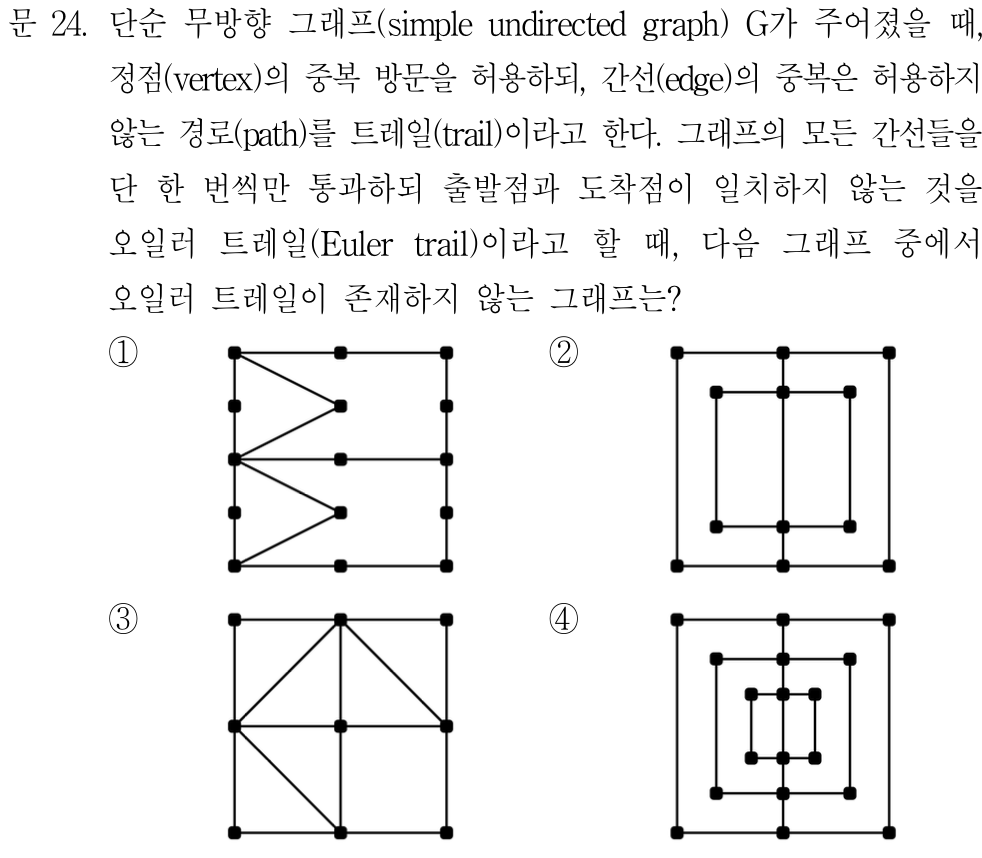 문 24. 단순 무방향 그래프(simple undirected graph) G가 주어졌을 때,
정점(vertex)의 중복 방문을 허용하되, 간선(edge)의 중복은 허용하지
않는 경로(path)를 트레일(trail)이라고 한다. 그래프의 모든 간선들을
단 한 번씩만 통과하되 출발점과 도착점이 일치하지 않는 것을
오일러 트레일(Euler trail)이라고 할 때, 다음 그래프 중에서
오일러 트레일이 존재하지 않는 그래프는?
① ②
③ ④